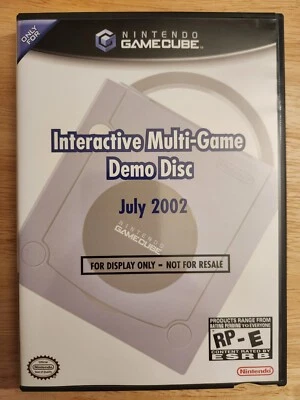 ONLY
FOR
NINTENDO
GAMECUBE
Interactive Multi-Game
Demo Disc
July 2002
NINTENDO
GAMECUBE
FOR DISPLAY ONLY – NOT FOR RESALE
PRODUCTS RANGE FROM
RATING PENDING TO EVERYONE
RP - E
CONTENT RATED BY
ESRB
Nintendo
Nintendo